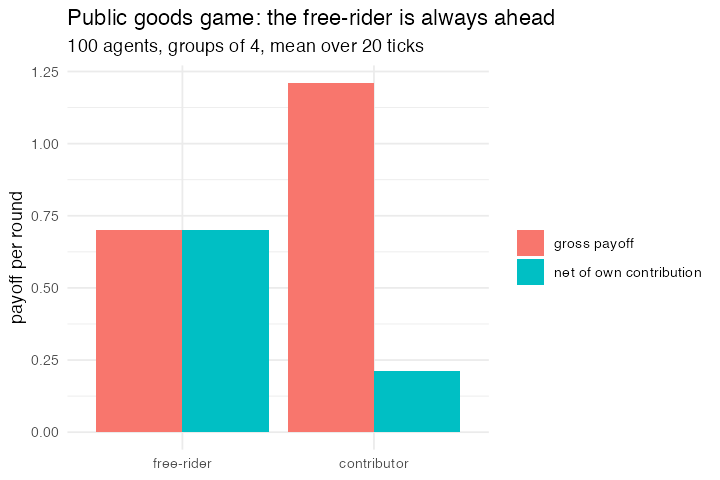 Public goods game: the free-rider is always ahead
100 agents, groups of 4, mean over 20 ticks
payoff per round
1.25
1.00
0.75
0.50
0.25
0.00
free-rider
contributor
gross payoff
net of own contribution